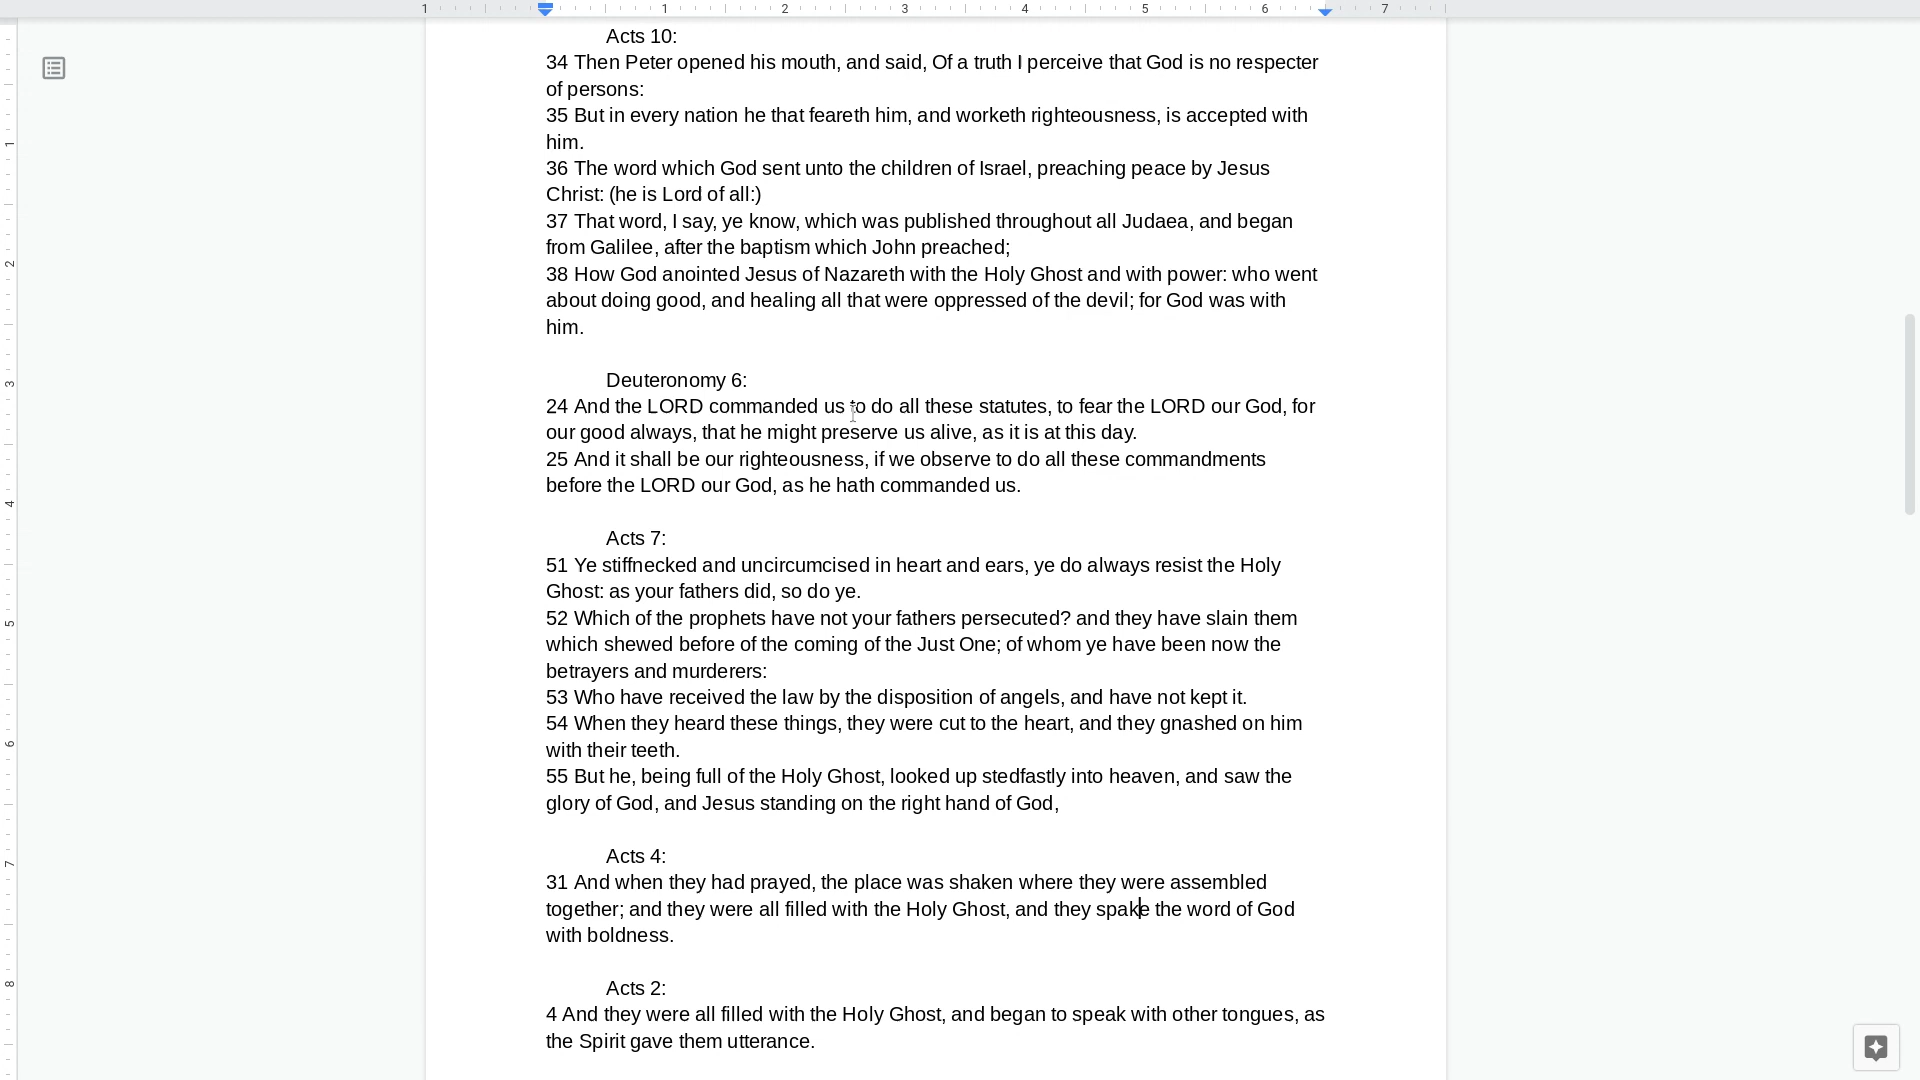 1 1 2 3 4 5 6 7
Acts 10:
34 Then Peter opened his mouth, and said, Of a truth I perceive that God is no respecter
of persons:
35 But in every nation he that feareth him, and worketh righteousness, is accepted with
him.
36 The word which God sent unto the children of Israel, preaching peace by Jesus
Christ: (he is Lord of all:)
37 That word, I say, ye know, which was published throughout all Judaea, and began
from Galilee, after the baptism which John preached;
38 How God anointed Jesus of Nazareth with the Holy Ghost and with power: who went
about doing good, and healing all that were oppressed of the devil; for God was with
him.
Deuteronomy 6:
24 And the LORD commanded us to do all these statutes, to fear the LORD our God, for
our good always, that he might preserve us alive, as it is at this day.
25 And it shall be our righteousness, if we observe to do all these commandments
before the LORD our God, as he hath commanded us.
Acts 7:
51 Ye stiffnecked and uncircumcised in heart and ears, ye do always resist the Holy
Ghost: as your fathers did, so do ye.
52 Which of the prophets have not your fathers persecuted? and they have slain them
which shewed before of the coming of the Just One; of whom ye have been now the
betrayers and murderers:
53 Who have received the law by the disposition of angels, and have not kept it.
54 When they heard these things, they were cut to the heart, and they gnashed on him
with their teeth.
55 But he, being full of the Holy Ghost, looked up stedfastly into heaven, and saw the
glory of God, and Jesus standing on the right hand of God,
Acts 4:
31 And when they had prayed, the place was shaken where they were assembled
together; and they were all filled with the Holy Ghost, and they spake the word of God
with boldness.
Acts 2:
4 And they were all filled with the Holy Ghost, and began to speak with other tongues, as
the Spirit gave them utterance.
1
2
3
4
5
6
7
8